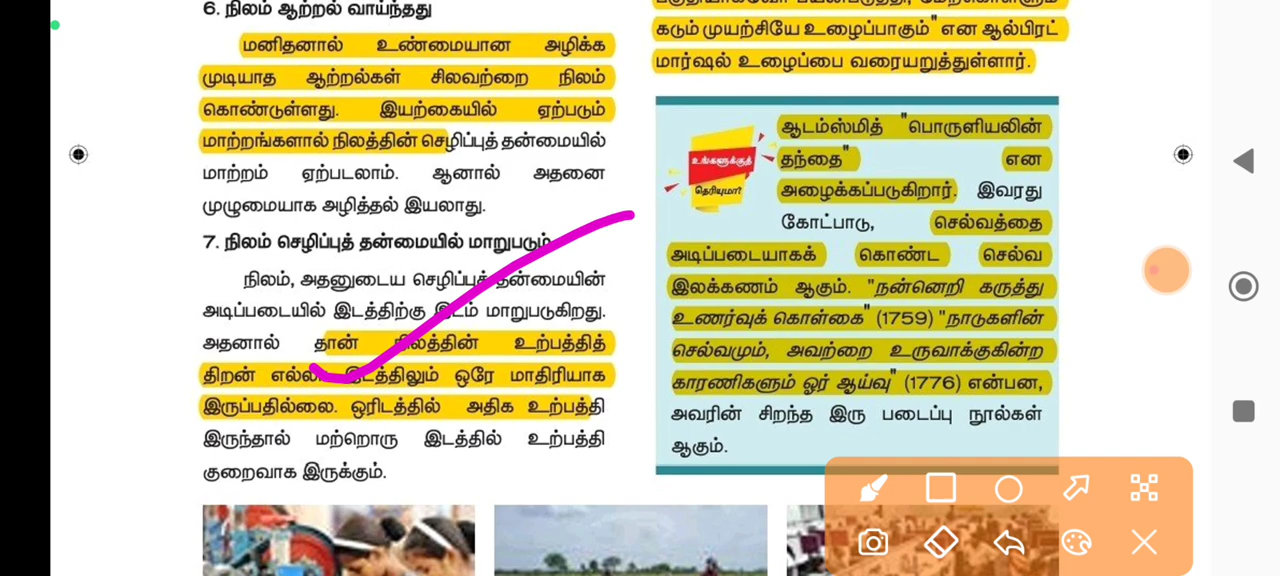 6. நிலம் ஆற்றல் வாய்ந்தது
மனிதனால் உண்மையான அழிக்க
முடியாத ஆற்றல்கள் சிலவற்றை நிலம்
கொண்டுள்ளது. இயற்கையில் ஏற்படும்
மாற்றங்களால் நிலத்தின் செழிப்புத் தன்மையில்
மாற்றம் ஏற்படலாம். ஆனால் அதனை
முழுமையாக அழித்தல் இயலாது.
7. நிலம் செழிப்புத் தன்மையில் மாறுபடும்
நிலம், அதனுடைய செழிப்புத் தன்மையின்
அடிப்படையில் இடத்திற்கு இடம் மாறுபடுகிறது.
அதனால் தான் நிலத்தின் உற்பத்தித்
திறன் எல்லா இடத்திலும் ஒரே மாதிரியாக
இருப்பதில்லை. ஓரிடத்தில் அதிக உற்பத்தி
இருந்தால் மற்றொரு இடத்தில் உற்பத்தி
குறைவாக இருக்கும்.
கடும் முயற்சியே உழைப்பாகும்" என ஆல்பிரட்
மார்ஷல் உழைப்பை வரையறுத்துள்ளார்.
உங்களுக்குத்
தெரியுமா?
ஆடம்ஸ்மித் "பொருளியலின்
தந்தை" என
அழைக்கப்படுகிறார். இவரது
கோட்பாடு, செல்வத்தை
அடிப்படையாகக் கொண்ட செல்வ
இலக்கணம் ஆகும். "நன்னெறி கருத்து
உணர்வுக் கொள்கை" (1759) "நாடுகளின்
செல்வமும், அவற்றை உருவாக்குகின்ற
காரணிகளும் ஓர் ஆய்வு" (1776) என்பன,
அவரின் சிறந்த இரு படைப்பு நூல்கள்
ஆகும்.